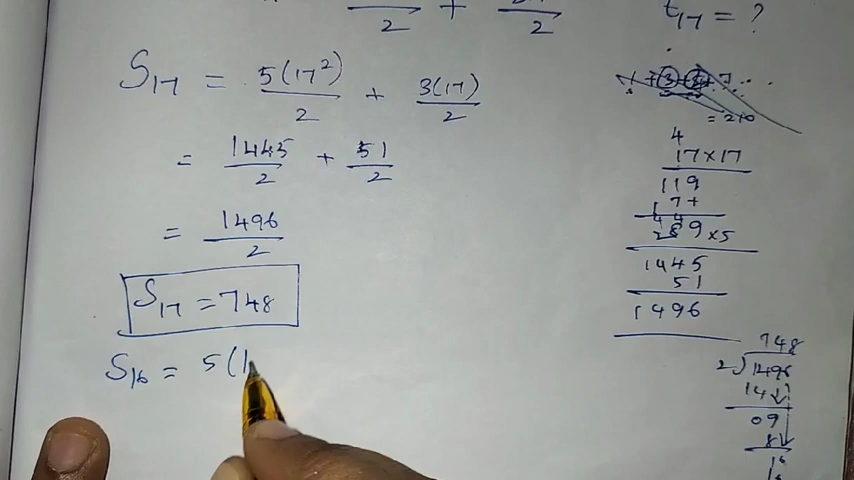 2 + 2
t₁₇ = ?
S₁₇ = 5(17²)/2 + 3(17)/2
= 1445/2 + 51/2
= 1496/2
S₁₇ = 748
S₁₆ = 5(1
= 210
4
17×17
119
17+
289×5
1445
51
1496
748
2)1496
14
09
8
16